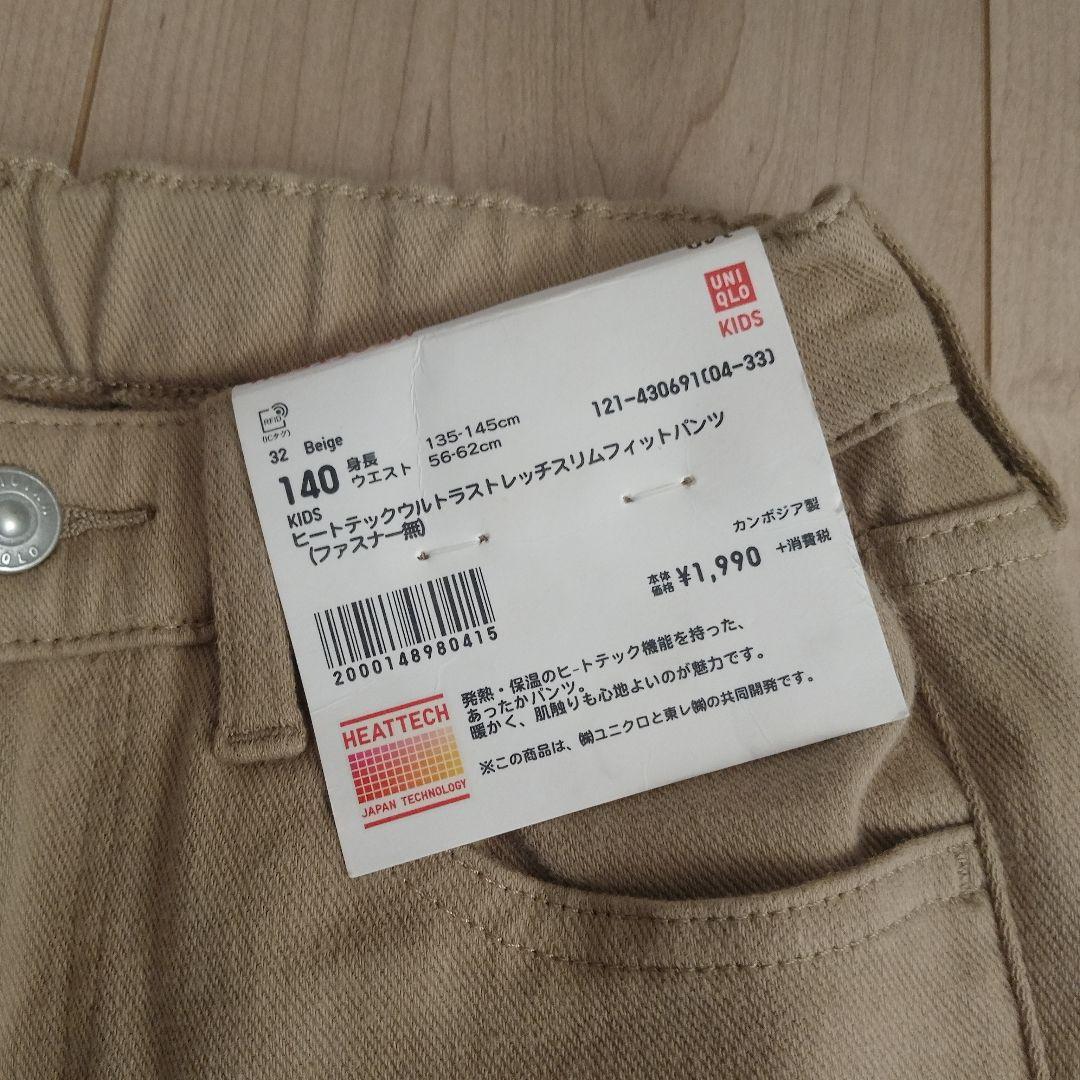 UNI
QLO
KIDS
121-430691(04-33)
RFID
(ICタグ)
32 Beige
140 身長 135-145cm
ウエスト 56-62cm
KIDS
ヒートテックウルトラストレッチスリムフィットパンツ
(ファスナー無)
カンボジア製
本体価格 ¥1,990 +消費税
2000148980415
HEATTECH
JAPAN TECHNOLOGY
発熱・保温のヒートテック機能を持った、
あったかパンツ。
暖かく、肌触りも心地よいのが魅力です。
※この商品は、㈱ユニクロと東レ㈱の共同開発です。